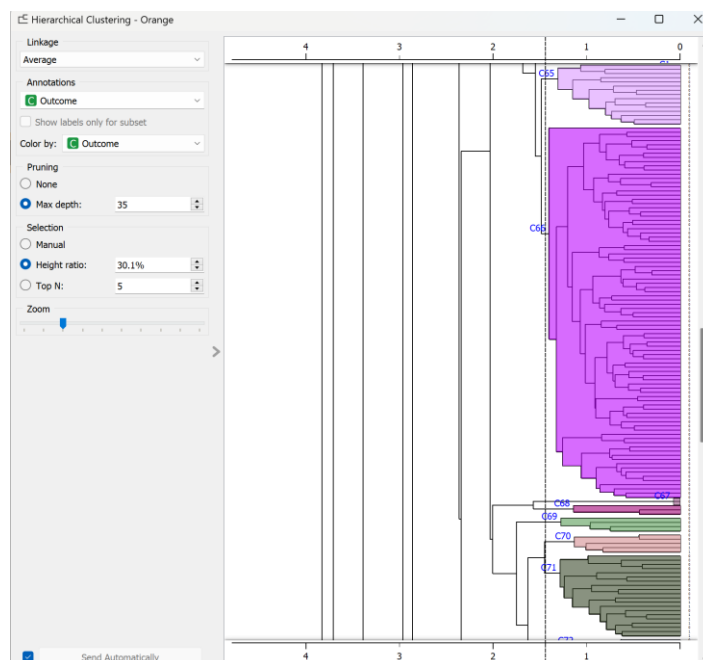 Hierarchical Clustering - Orange
Linkage
Average
Annotations
C Outcome
Show labels only for subset
Color by: C Outcome
Pruning
None
Max depth: 35
Selection
Manual
Height ratio: 30.1%
Top N: 5
Zoom
>
Send Automatically
4 3 2 1 0
C65
C66
C67
C68
C69
C70
C71
4 3 2 1 0